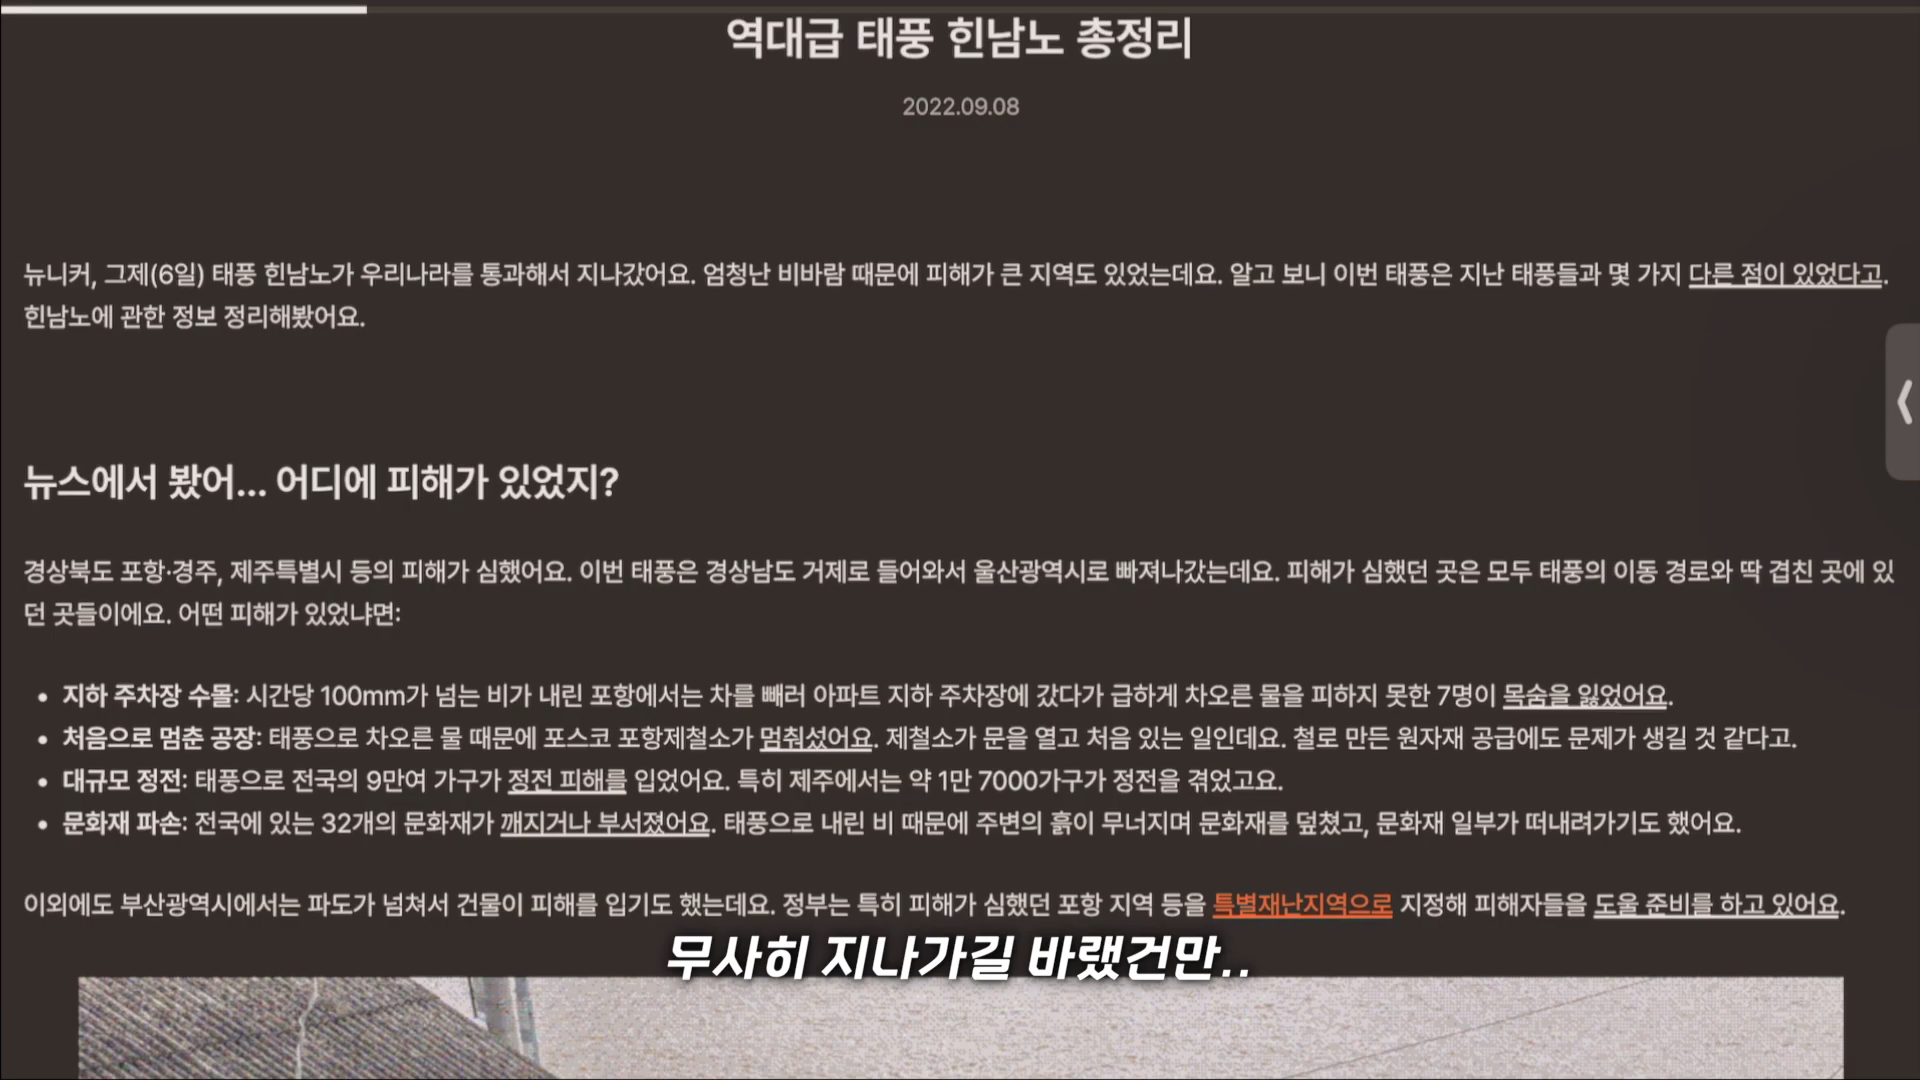 역대급 태풍 힌남노 총정리
2022.09.08
뉴니커, 그제(6일) 태풍 힌남노가 우리나라를 통과해서 지나갔어요. 엄청난 비바람 때문에 피해가 큰 지역도 있었는데요. 알고 보니 이번 태풍은 지난 태풍들과 몇 가지 다른 점이 있었다고.
힌남노에 관한 정보 정리해봤어요.
뉴스에서 봤어... 어디에 피해가 있었지?
경상북도 포항·경주, 제주특별시 등의 피해가 심했어요. 이번 태풍은 경상남도 거제로 들어와서 울산광역시로 빠져나갔는데요. 피해가 심했던 곳은 모두 태풍의 이동 경로와 딱 겹친 곳에 있
던 곳들이에요. 어떤 피해가 있었냐면:
• 지하 주차장 수몰: 시간당 100mm가 넘는 비가 내린 포항에서는 차를 빼러 아파트 지하 주차장에 갔다가 급하게 차오른 물을 피하지 못한 7명이 목숨을 잃었어요.
• 처음으로 멈춘 공장: 태풍으로 차오른 물 때문에 포스코 포항제철소가 멈춰섰어요. 제철소가 문을 열고 처음 있는 일인데요. 철로 만든 원자재 공급에도 문제가 생길 것 같다고.
• 대규모 정전: 태풍으로 전국의 9만여 가구가 정전 피해를 입었어요. 특히 제주에서는 약 1만 7000가구가 정전을 겪었고요.
• 문화재 파손: 전국에 있는 32개의 문화재가 깨지거나 부서졌어요. 태풍으로 내린 비 때문에 주변의 흙이 무너지며 문화재를 덮쳤고, 문화재 일부가 떠내려가기도 했어요.
이외에도 부산광역시에서는 파도가 넘쳐서 건물이 피해를 입기도 했는데요. 정부는 특히 피해가 심했던 포항 지역 등을 특별재난지역으로 지정해 피해자들을 도울 준비를 하고 있어요.
무사히 지나가길 바랬건만..